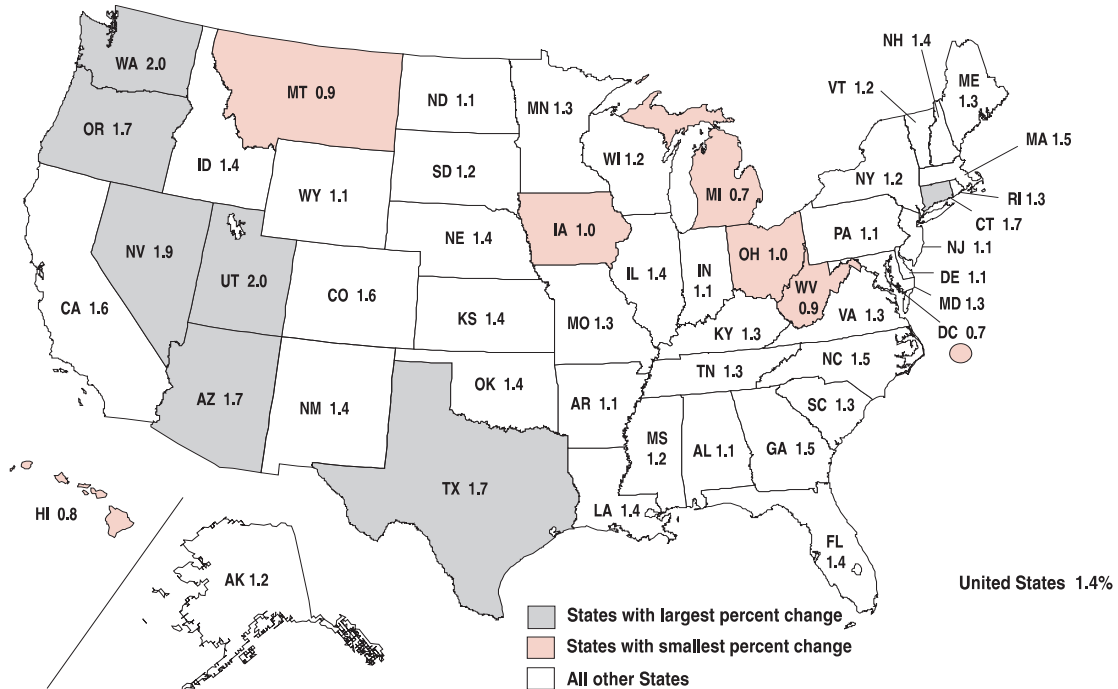 NH 1.4
WA 2.0
VT 1.2
ME
1.3
MT 0.9
ND 1.1
MN 1.3
OR 1.7
MA 1.5
ID 1.4
WI 1.2
SD 1.2
NY 1.2
MI 0.7
RI 1.3
WY 1.1
CT 1.7
IA 1.0
PA 1.1
NE 1.4
NJ 1.1
NV 1.9
OH 1.0
UT 2.0
IL 1.4
IN
1.1
DE 1.1
CO 1.6
WV
0.9
MD 1.3
CA 1.6
KS 1.4
MO 1.3
VA 1.3
KY 1.3
DC 0.7
NC 1.5
TN 1.3
OK 1.4
AZ 1.7
NM 1.4
AR 1.1
SC 1.3
MS
1.2
AL 1.1
GA 1.5
TX 1.7
HI 0.8
LA 1.4
FL
1.4
AK 1.2
United States 1.4%
States with largest percent change
States with smallest percent change
All other States